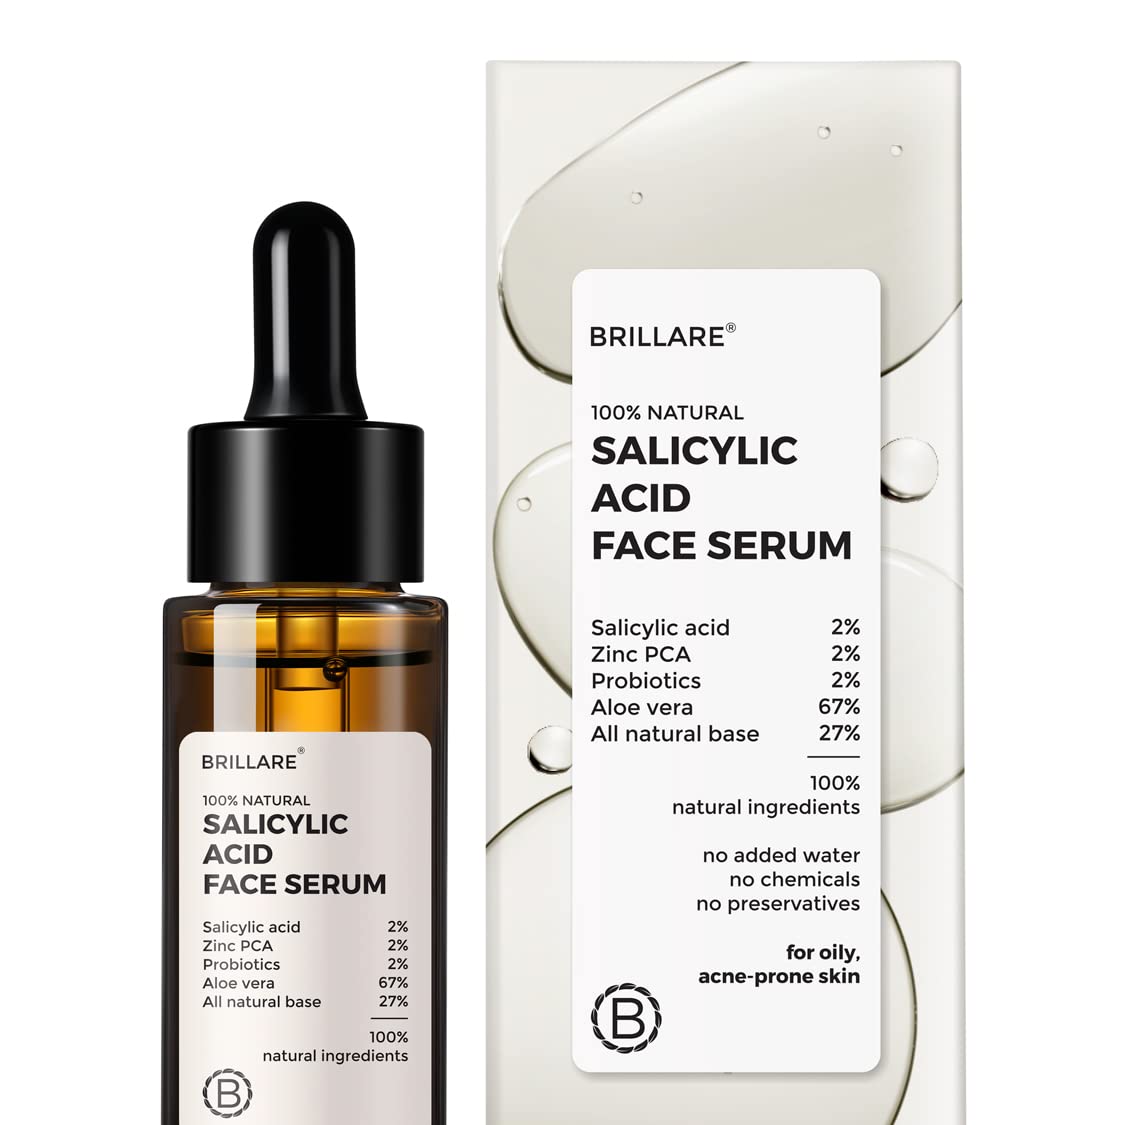 BRILLARE®
100% NATURAL
SALICYLIC
ACID
FACE SERUM
Salicylic acid 2%
Zinc PCA 2%
Probiotics 2%
Aloe vera 67%
All natural base 27%
100%
natural ingredients
B
BRILLARE®
100% NATURAL
SALICYLIC
ACID
FACE SERUM
Salicylic acid 2%
Zinc PCA 2%
Probiotics 2%
Aloe vera 67%
All natural base 27%
100%
natural ingredients
no added water
no chemicals
no preservatives
for oily,
acne-prone skin
B